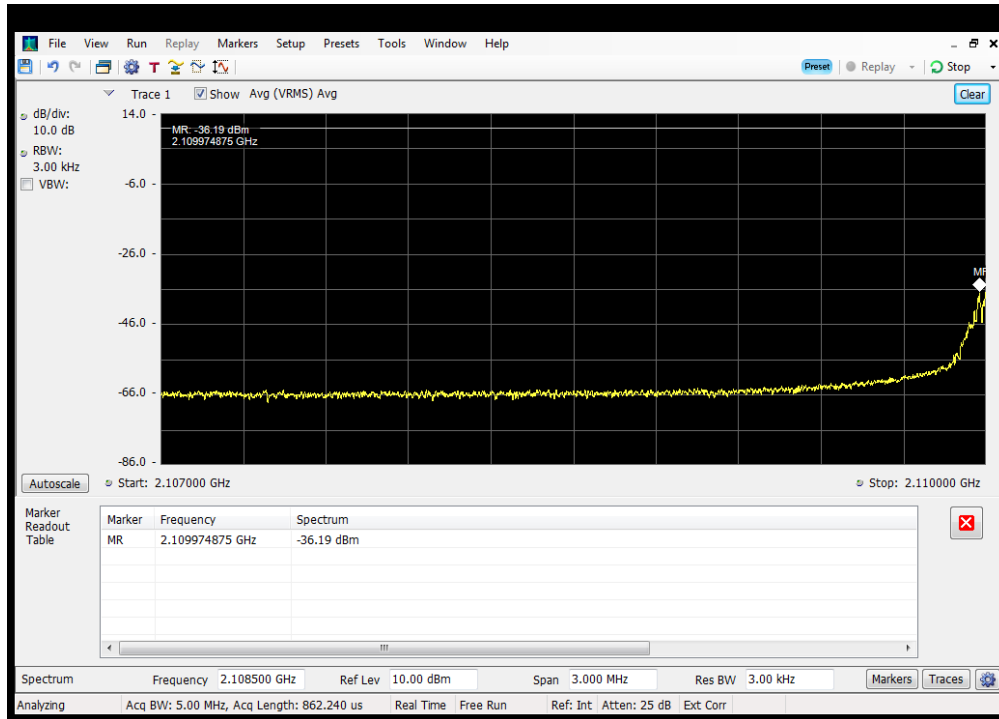 File View Run Replay Markers Setup Presets Tools Window Help
Preset Replay Stop
Trace 1 Show Avg (VRMS) Avg Clear
dB/div:
10.0 dB
RBW:
3.00 kHz
VBW:
14.0
-6.0
-26.0
-46.0
-66.0
-86.0
MR: -36.19 dBm
2.109974875 GHz
MR
Autoscale Start: 2.107000 GHz Stop: 2.110000 GHz
Marker
Readout
Table
Marker Frequency Spectrum
MR 2.109974875 GHz -36.19 dBm
Spectrum Frequency 2.108500 GHz Ref Lev 10.00 dBm Span 3.000 MHz Res BW 3.00 kHz Markers Traces
Analyzing Acq BW: 5.00 MHz, Acq Length: 862.240 us Real Time Free Run Ref: Int Atten: 25 dB Ext Corr